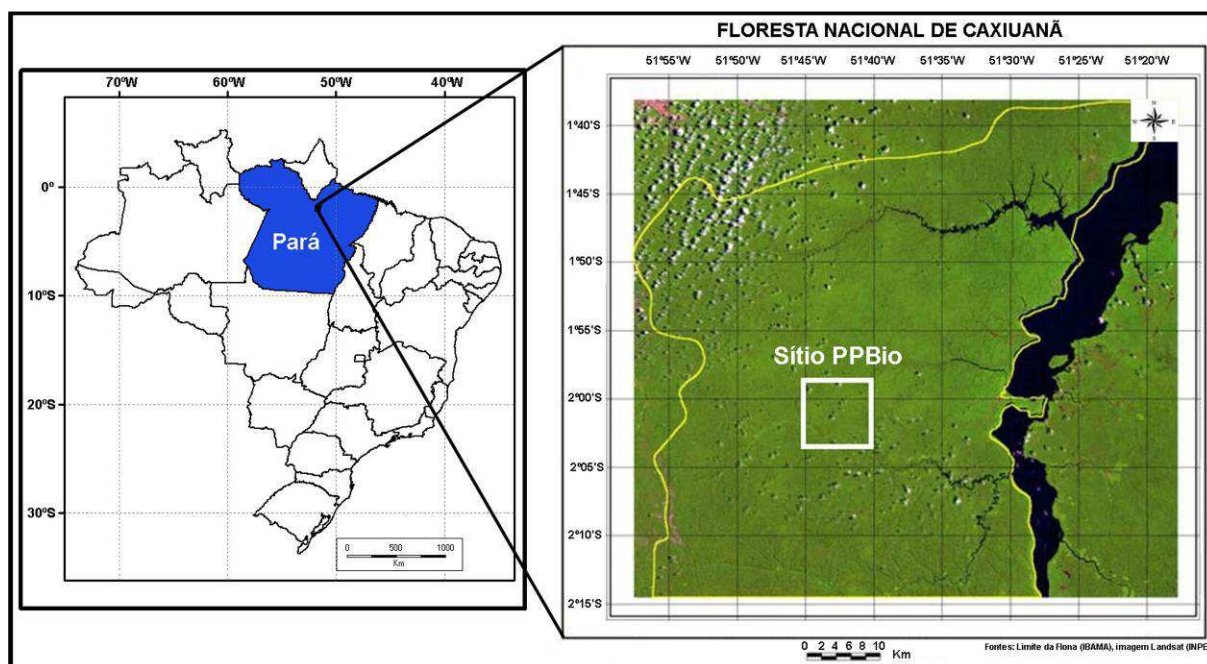 FLORESTA NACIONAL DE CAXIUANÃ
70ºW 60ºW 50ºW 40ºW
0º
10ºS
20ºS
30ºS
Pará
0 500 1000
Km
51º55'W 51º50'W 51º45'W 51º40'W 51º35'W 51º30'W 51º25'W 51º20'W
1º40'S
1º45'S
1º50'S
1º55'S
2º00'S
2º05'S
2º10'S
2º15'S
N
W E
S
Sítio PPBio
0 2 4 6 8 10
Km
Fontes: Limite da Flona (IBAMA), imagem Landsat (INPE